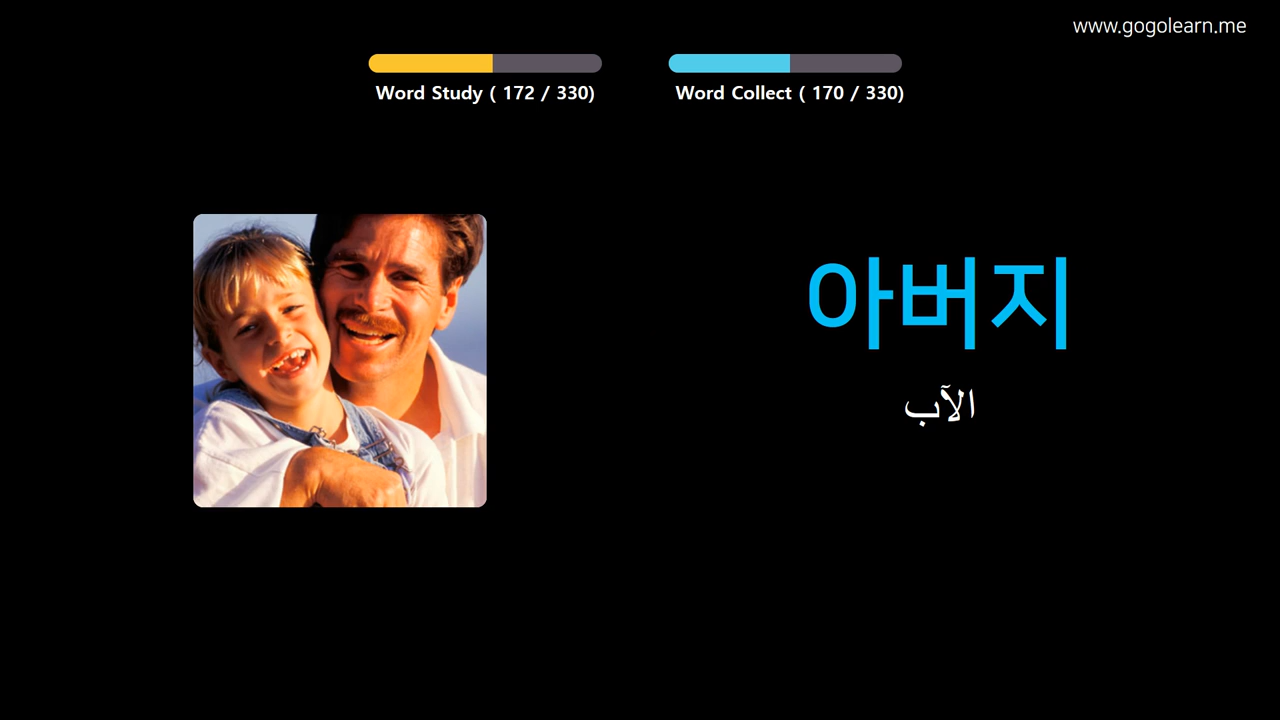 www.gogolearn.me
Word Study ( 172 / 330)
Word Collect ( 170 / 330)
아버지
الآب